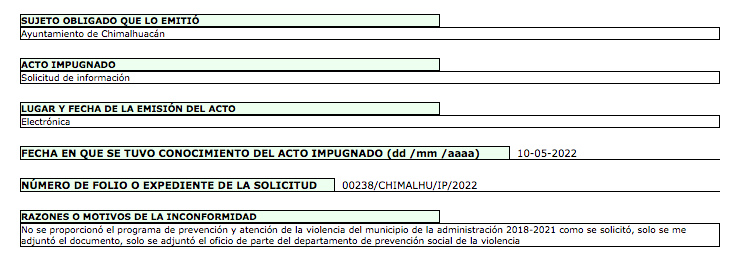 SUJETO OBLIGADO QUE LO EMITIÓ
Ayuntamiento de Chimalhuacán
ACTO IMPUGNADO
Solicitud de información
LUGAR Y FECHA DE LA EMISIÓN DEL ACTO
Electrónica
FECHA EN QUE SE TUVO CONOCIMIENTO DEL ACTO IMPUGNADO (dd /mm /aaaa) 10-05-2022
NÚMERO DE FOLIO O EXPEDIENTE DE LA SOLICITUD 00238/CHIMALHU/IP/2022
RAZONES O MOTIVOS DE LA INCONFORMIDAD
No se proporcionó el programa de prevención y atención de la violencia del municipio de la administración 2018-2021 como se solicitó, solo se me
adjuntó el documento, solo se adjuntó el oficio de parte del departamento de prevención social de la violencia